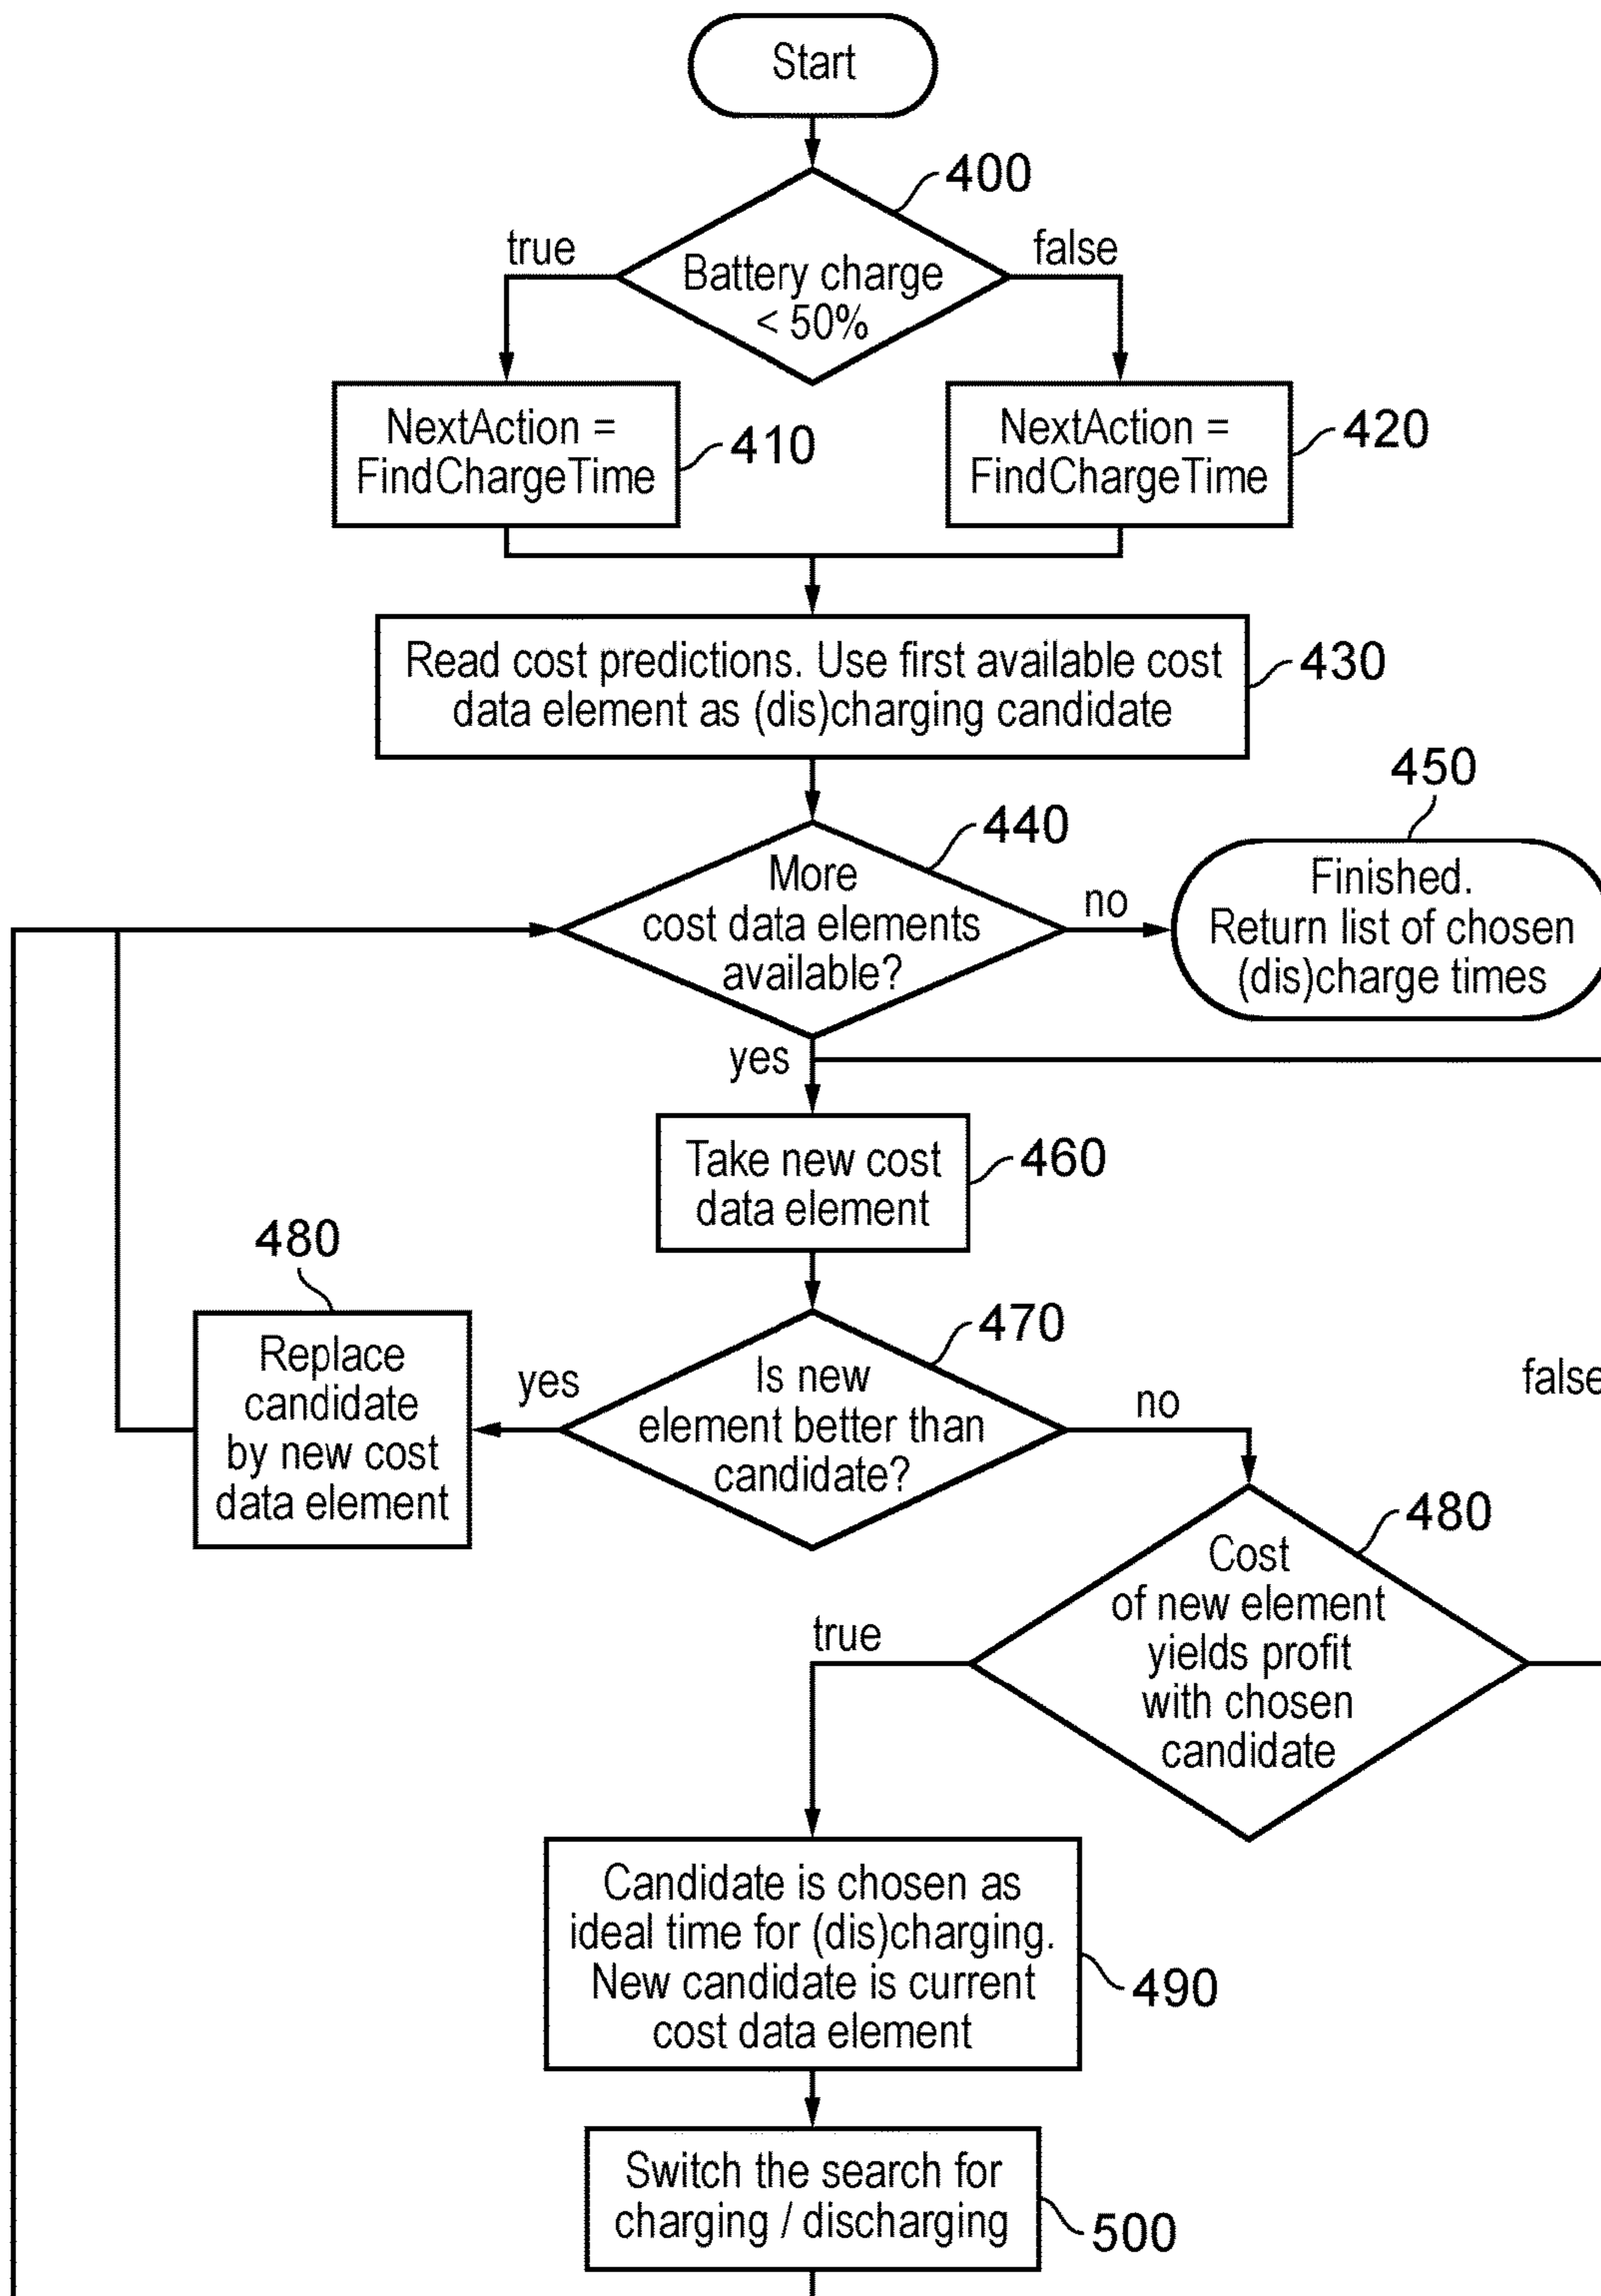 Start
400
true
false
Battery charge
< 50%
NextAction =
FindChargeTime
410
NextAction =
FindChargeTime
420
Read cost predictions. Use first available cost
data element as (dis)charging candidate
430
440
More
cost data elements
available?
no
450
Finished.
Return list of chosen
(dis)charge times
yes
Take new cost
data element
460
480
Replace
candidate
by new cost
data element
yes
470
Is new
element better than
candidate?
no
false
480
Cost
of new element
yields profit
with chosen
candidate
true
Candidate is chosen as
ideal time for (dis)charging.
New candidate is current
cost data element
490
Switch the search for
charging / discharging
500